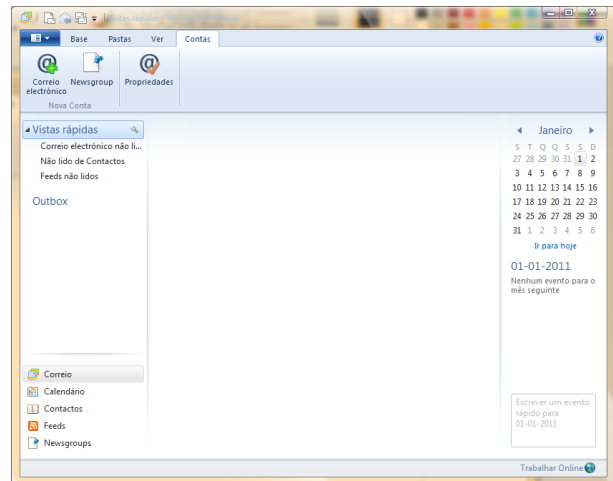 Vistas rápidas -
Base Pastas Ver Contas
Correio electrónico
Newsgroup
Propriedades
Nova Conta
Vistas rápidas
Correio electrónico não li...
Não lido de Contactos
Feeds não lidos
Outbox
Correio
Calendário
Contactos
Feeds
Newsgroups
Janeiro
S T Q Q S S D
27 28 29 30 31 1 2
3 4 5 6 7 8 9
10 11 12 13 14 15 16
17 18 19 20 21 22 23
24 25 26 27 28 29 30
31 1 2 3 4 5 6
Ir para hoje
01-01-2011
Nenhum evento para o
mês seguinte
Escrever um evento
rápido para
01-01-2011
Trabalhar Online